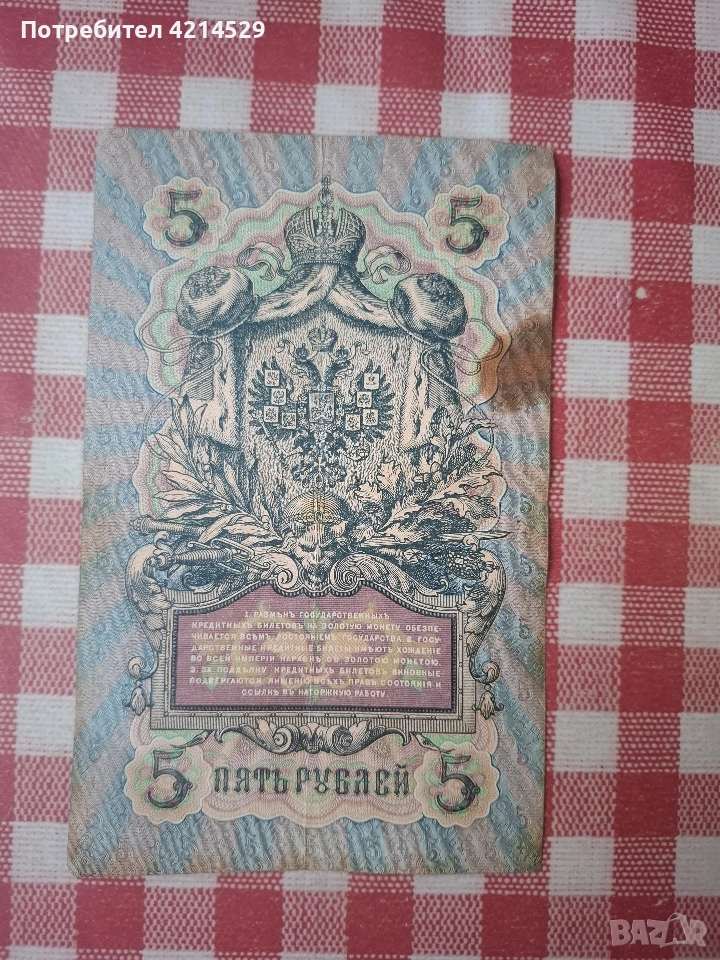 Потребител 4214529
5 5
1. РАЗМѢНЪ ГОСУДАРСТВЕННЫХЪ
КРЕДИТНЫХЪ БИЛЕТОВЪ НА ЗОЛОТУЮ МОНЕТУ ОБЕЗПЕ-
ЧИВАЕТСЯ ВСѢМЪ ДОСТОЯНІЕМЪ ГОСУДАРСТВА. 2. ГОСУ-
ДАРСТВЕННЫЕ КРЕДИТНЫЕ БИЛЕТЫ ИМѢЮТЪ ХОЖДЕНІЕ
ВО ВСЕЙ ИМПЕРІИ НАРАВНѢ СЪ ЗОЛОТОЮ МОНЕТОЮ.
3. ЗА ПОДДѢЛКУ КРЕДИТНЫХЪ БИЛЕТОВЪ ВИНОВНЫЕ
ПОДВЕРГАЮТСЯ ЛИШЕНІЮ ВСѢХЪ ПРАВЪ СОСТОЯНІЯ И
ССЫЛКѢ ВЪ КАТОРЖНУЮ РАБОТУ.
5 ПЯТЬ РУБЛЕЙ 5
BAZAR